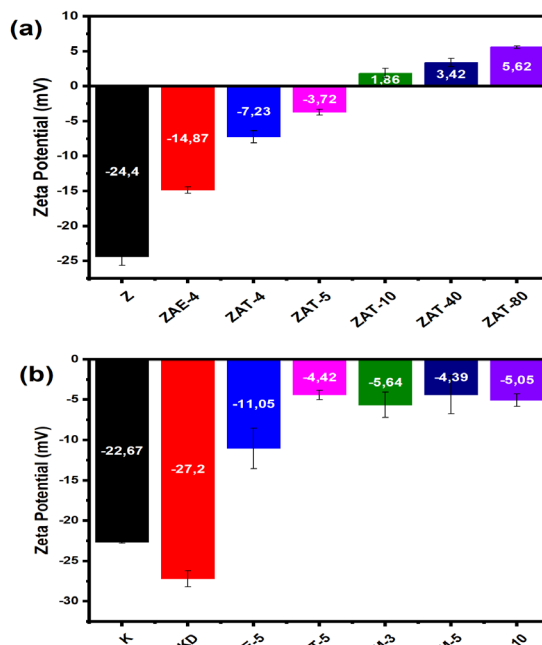 (a)
Zeta Potential (mV)
10
5
0
-5
-10
-15
-20
-25
-24,4
-14,87
-7,23
-3,72
1,86
3,42
5,62
Z
ZAE-4
ZAT-4
ZAT-5
ZAT-10
ZAT-40
ZAT-80
(b)
Zeta Potential (mV)
0
-5
-10
-15
-20
-25
-30
-22,67
-27,2
-11,05
-4,42
-5,64
-4,39
-5,05
K
KD